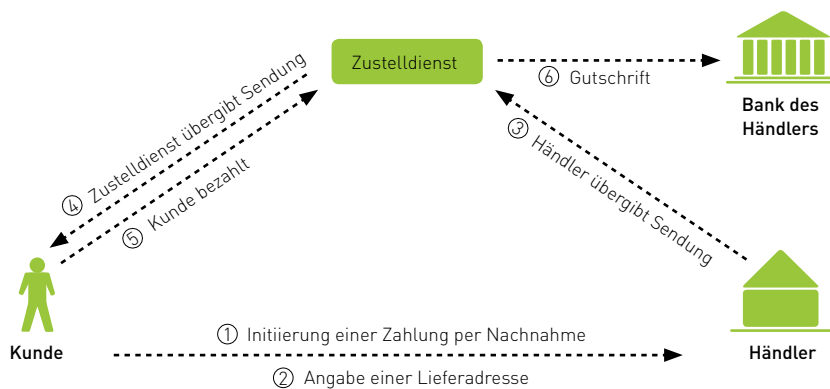 Zustelldienst
⑥ Gutschrift
Bank des
Händlers
④ Zustelldienst übergibt Sendung
⑤ Kunde bezahlt
③ Händler übergibt Sendung
① Initiierung einer Zahlung per Nachnahme
Kunde
Händler
② Angabe einer Lieferadresse